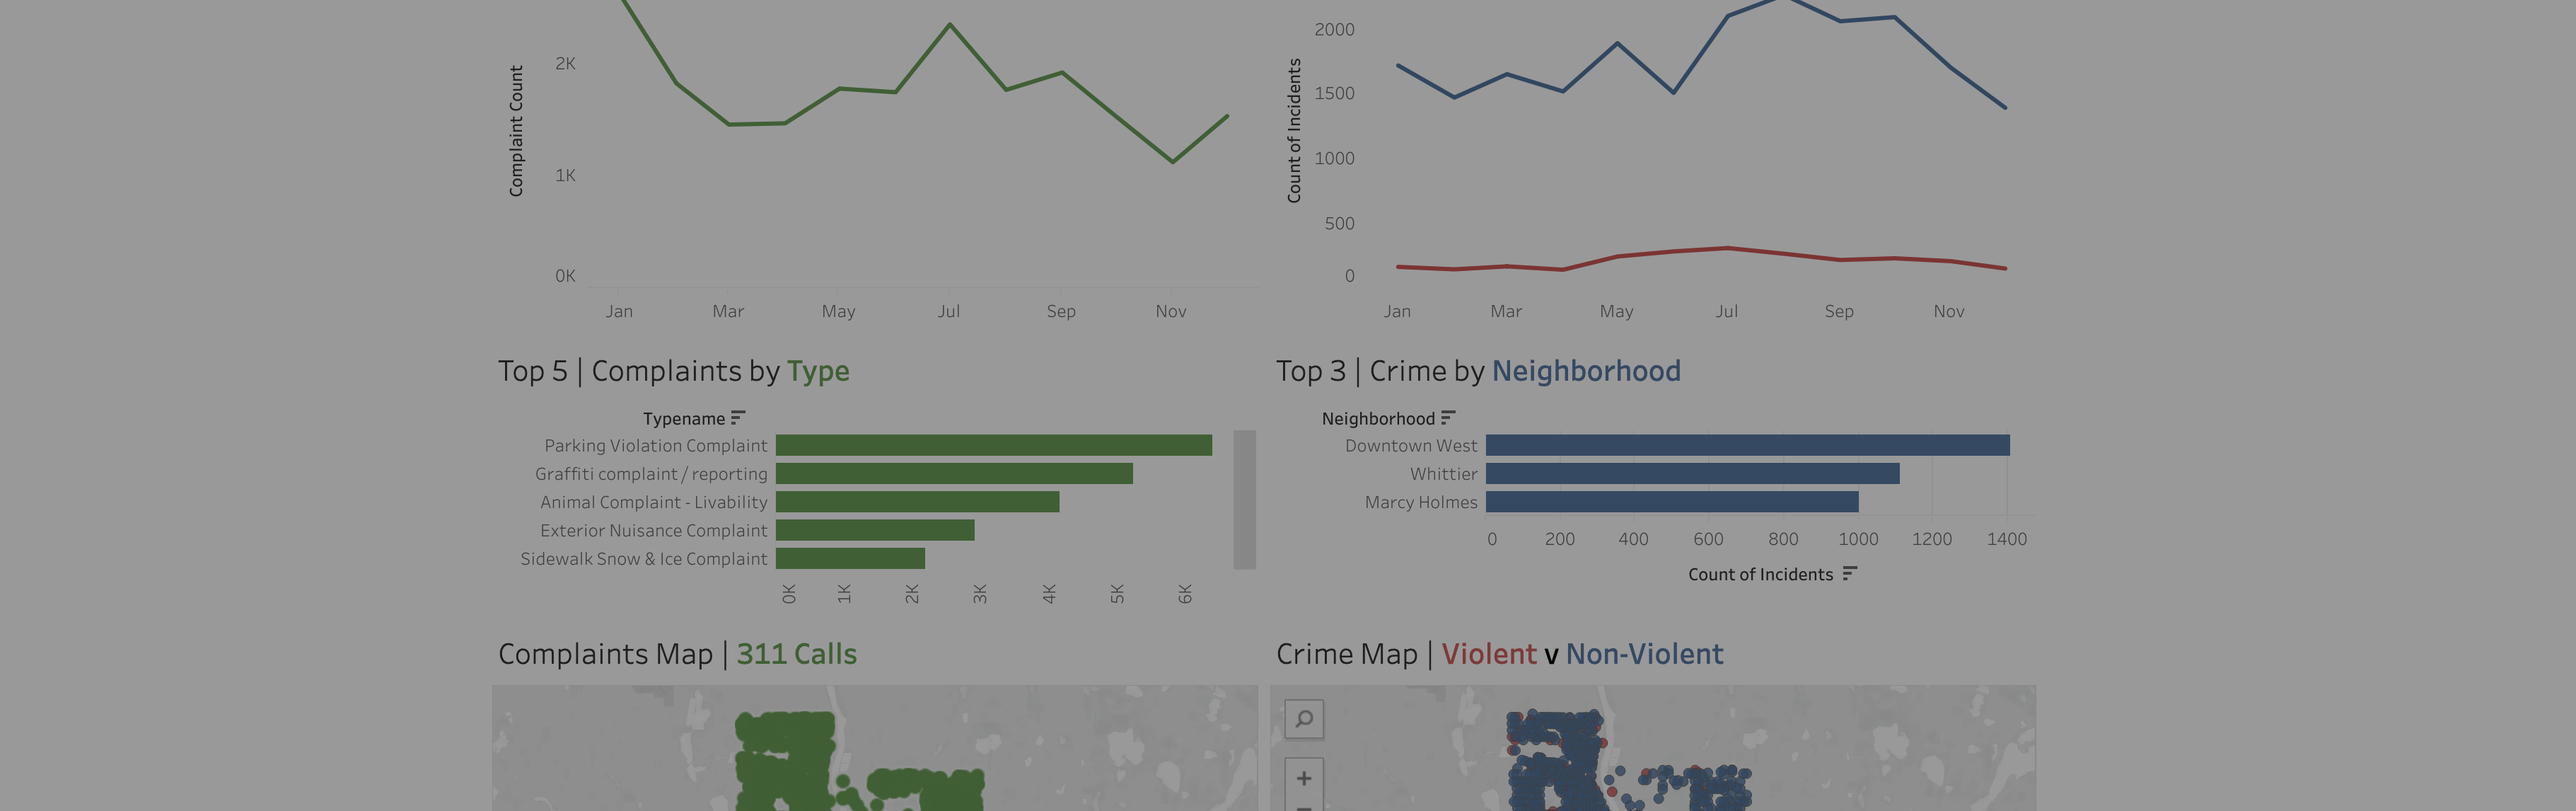 Complaint Count
2K
1K
0K
Jan Mar May Jul Sep Nov
Count of Incidents
2000
1500
1000
500
0
Jan Mar May Jul Sep Nov
Top 5 | Complaints by Type
Typename
Parking Violation Complaint
Graffiti complaint / reporting
Animal Complaint - Livability
Exterior Nuisance Complaint
Sidewalk Snow & Ice Complaint
0K 1K 2K 3K 4K 5K 6K
Top 3 | Crime by Neighborhood
Neighborhood
Downtown West
Whittier
Marcy Holmes
0 200 400 600 800 1000 1200 1400
Count of Incidents
Complaints Map | 311 Calls
Crime Map | Violent v Non-Violent
+